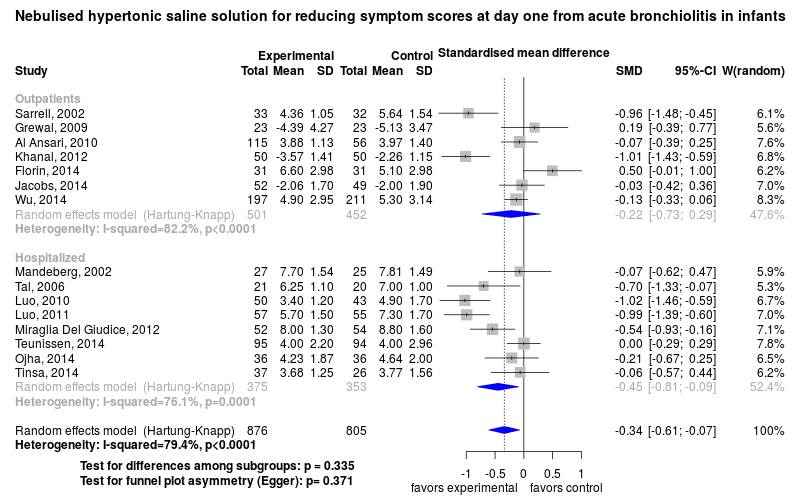 Nebulised hypertonic saline solution for reducing symptom scores at day one from acute bronchiolitis in infants
Experimental Control Standardised mean difference
Study Total Mean SD Total Mean SD SMD 95%-CI W(random)
Outpatients
Sarrell, 2002 33 4.36 1.05 32 5.64 1.54 -0.96 [-1.48; -0.45] 6.1%
Grewal, 2009 23 -4.39 4.27 23 -5.13 3.47 0.19 [-0.39; 0.77] 5.6%
Al Ansari, 2010 115 3.88 1.13 56 3.97 1.40 -0.07 [-0.39; 0.25] 7.6%
Khanal, 2012 50 -3.57 1.41 50 -2.26 1.15 -1.01 [-1.43; -0.59] 6.8%
Florin, 2014 31 6.60 2.98 31 5.10 2.98 0.50 [-0.01; 1.00] 6.2%
Jacobs, 2014 52 -2.06 1.70 49 -2.00 1.90 -0.03 [-0.42; 0.36] 7.0%
Wu, 2014 197 4.90 2.95 211 5.30 3.14 -0.13 [-0.33; 0.06] 8.3%
Random effects model (Hartung-Knapp) 501 452 -0.22 [-0.73; 0.29] 47.6%
Heterogeneity: I-squared=82.2%, p<0.0001
Hospitalized
Mandeberg, 2002 27 7.70 1.54 25 7.81 1.49 -0.07 [-0.62; 0.47] 5.9%
Tal, 2006 21 6.25 1.10 20 7.00 1.00 -0.70 [-1.33; -0.07] 5.3%
Luo, 2010 50 3.40 1.20 43 4.90 1.70 -1.02 [-1.46; -0.59] 6.7%
Luo, 2011 57 5.70 1.50 55 7.30 1.70 -0.99 [-1.39; -0.60] 7.0%
Miraglia Del Giudice, 2012 52 8.00 1.30 54 8.80 1.60 -0.54 [-0.93; -0.16] 7.1%
Teunissen, 2014 95 4.00 2.20 94 4.00 2.96 0.00 [-0.29; 0.29] 7.8%
Ojha, 2014 36 4.23 1.87 36 4.64 2.00 -0.21 [-0.67; 0.25] 6.5%
Tinsa, 2014 37 3.68 1.25 26 3.77 1.56 -0.06 [-0.57; 0.44] 6.2%
Random effects model (Hartung-Knapp) 375 353 -0.45 [-0.81; -0.09] 52.4%
Heterogeneity: I-squared=76.1%, p=0.0001
Random effects model (Hartung-Knapp) 876 805 -0.34 [-0.61; -0.07] 100%
Heterogeneity: I-squared=79.4%, p<0.0001
Test for differences among subgroups: p = 0.335
Test for funnel plot asymmetry (Egger): p= 0.371
-1 -0.5 0 0.5 1
favors experimental favors control